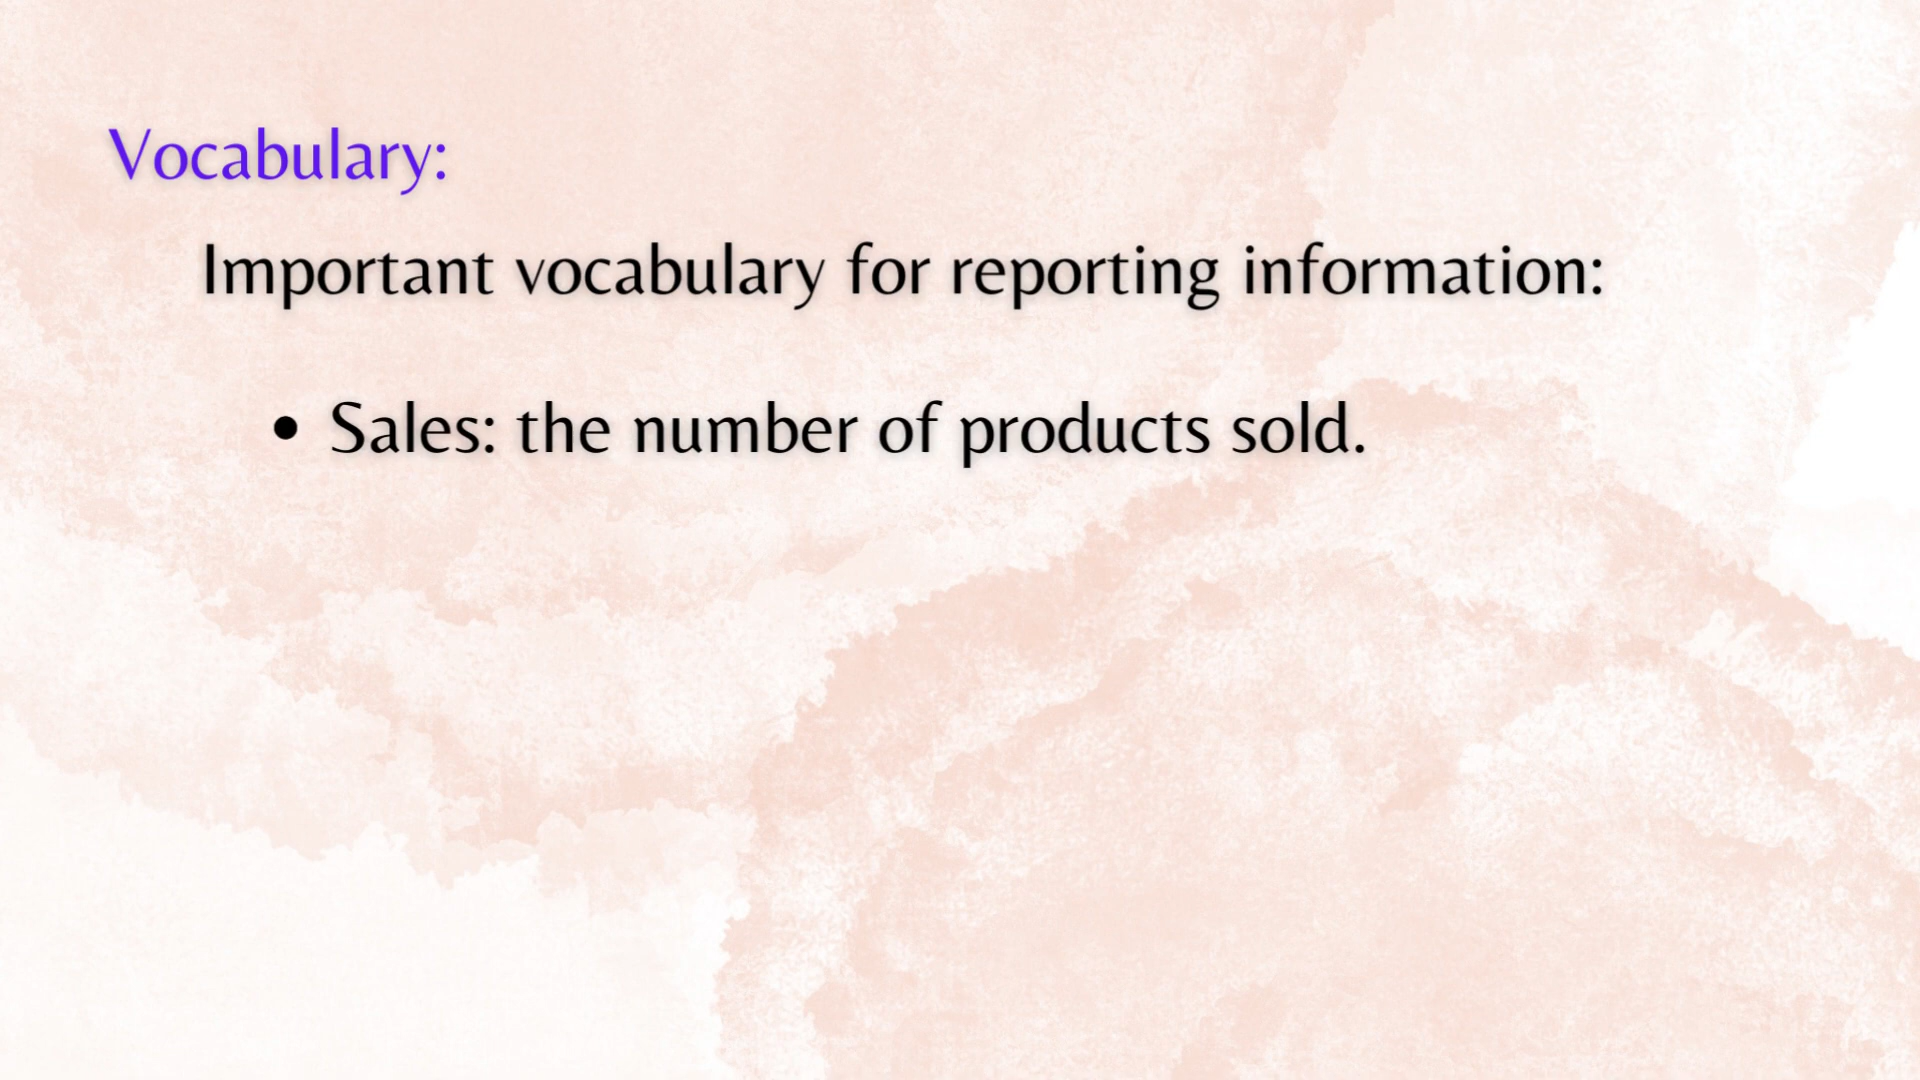 Vocabulary:
Important vocabulary for reporting information:
• Sales: the number of products sold.